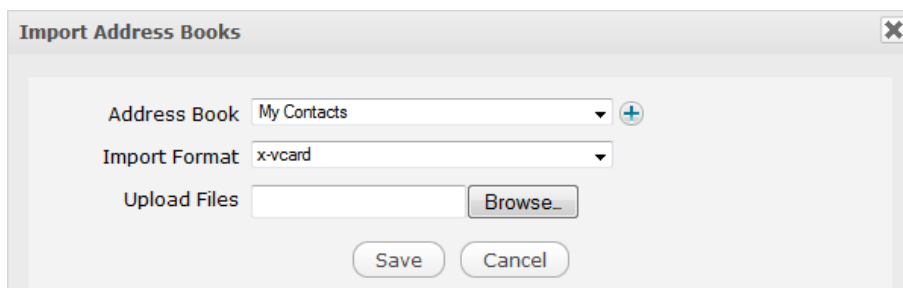 Import Address Books
Address Book My Contacts
Import Format x-vcard
Upload Files Browse...
Save Cancel